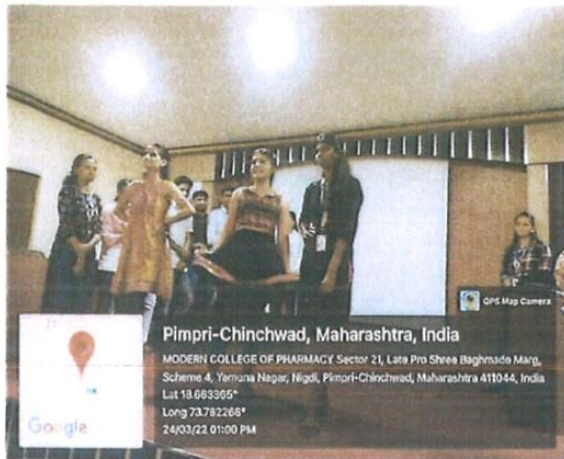 GPS Map Camera
Pimpri-Chinchwad, Maharashtra, India
MODERN COLLEGE OF PHARMACY Sector 21, Late Pro Shree Baghmade Marg,
Scheme 4, Yamuna Nagar, Nigdi, Pimpri-Chinchwad, Maharashtra 411044, India
Lat 18.663365°
Long 73.782266°
24/03/22 01:00 PM
Google